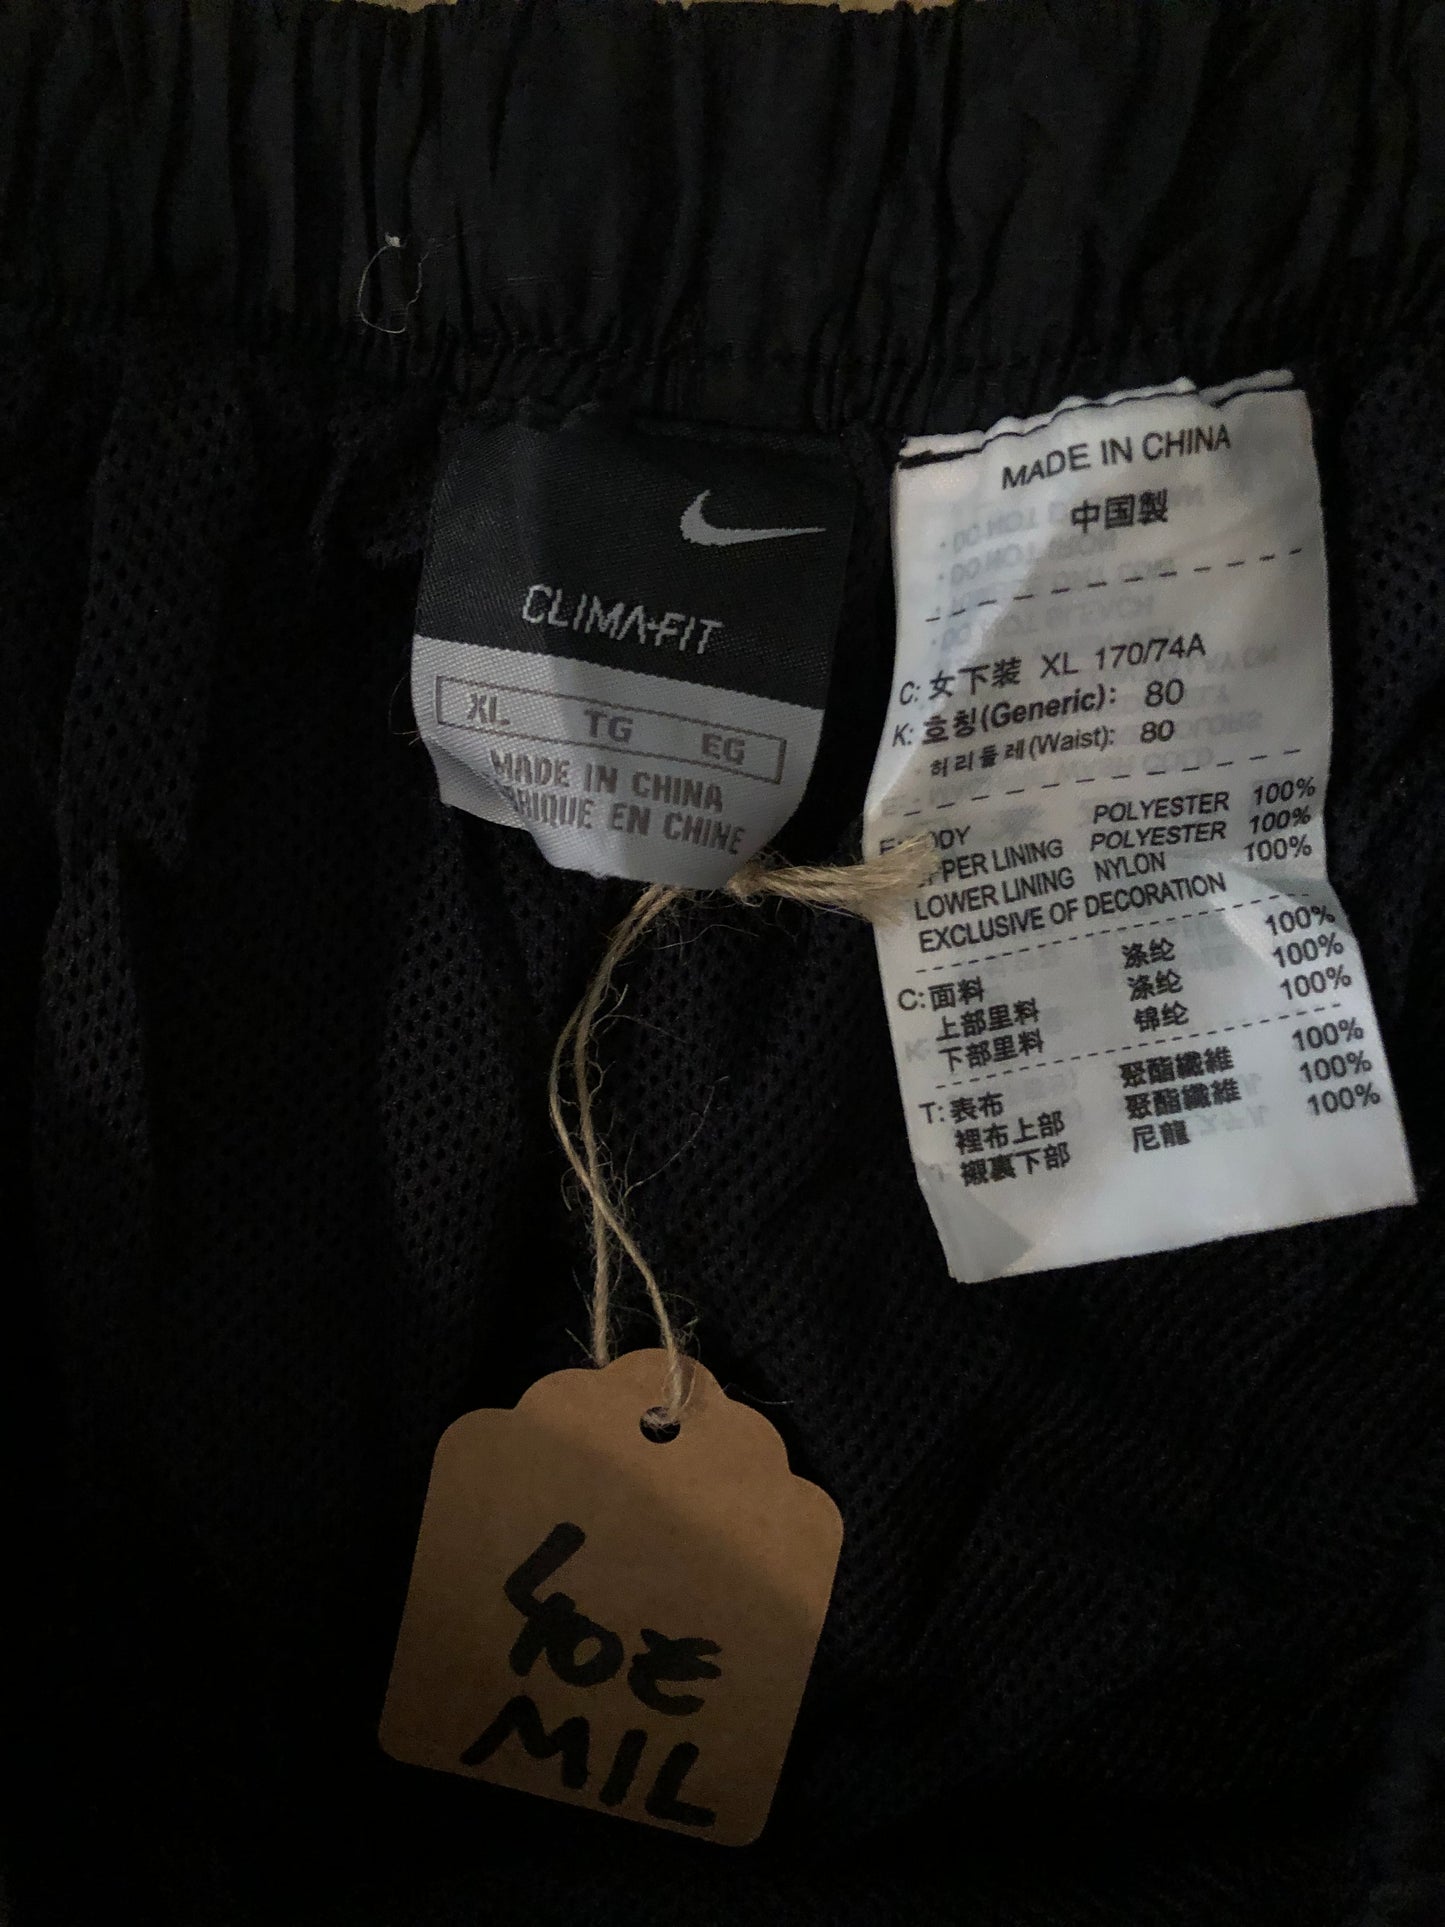 CLIMA-FIT
XL TG EG
MADE IN CHINA
EN CHINE
MADE IN CHINA
中国製
C: 女下装 XL 170/74A
K: 호칭(Generic): 80
허리둘레(Waist): 80
POLYESTER 100%
LINING POLYESTER 100%
LOWER LINING NYLON 100%
EXCLUSIVE OF DECORATION
C: 面料 涤纶 100%
上部里料 涤纶 100%
下部里料 锦纶 100%
T: 表布 聚酯纖維 100%
裡布上部 聚酯纖維 100%
襯裏下部 尼龍 100%
MIL